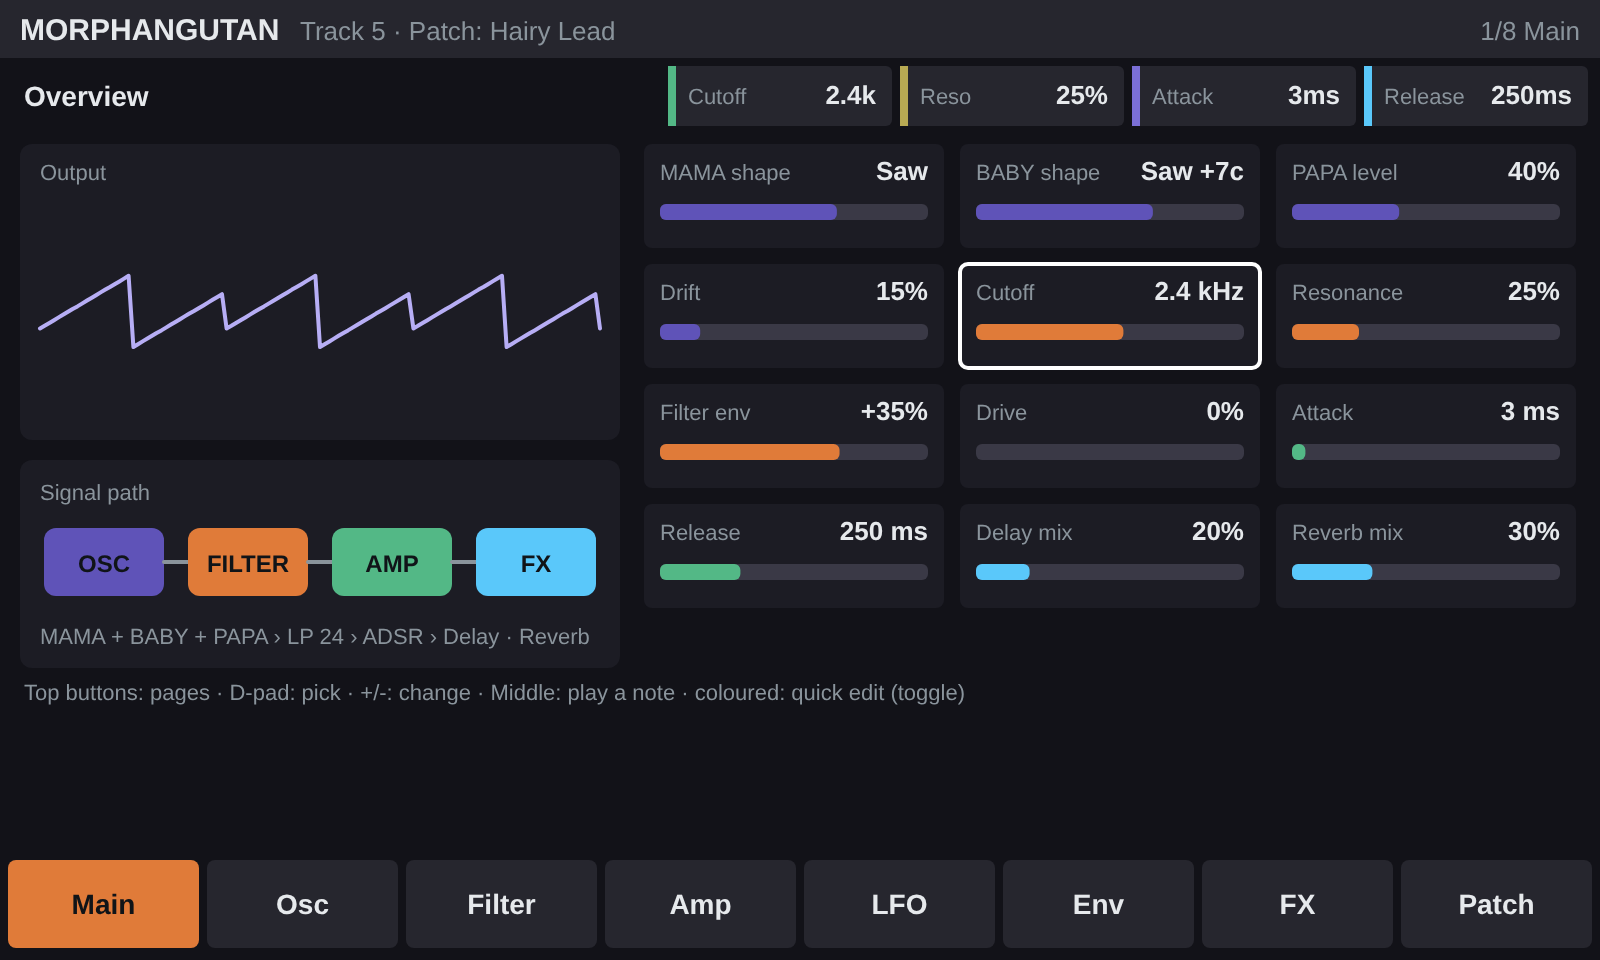 MORPHANGUTAN Track 5 · Patch: Hairy Lead 1/8 Main
Overview
Cutoff 2.4k
Reso 25%
Attack 3ms
Release 250ms
Output
MAMA shape Saw
BABY shape Saw +7c
PAPA level 40%
Drift 15%
Cutoff 2.4 kHz
Resonance 25%
Filter env +35%
Drive 0%
Attack 3 ms
Release 250 ms
Delay mix 20%
Reverb mix 30%
Signal path
OSC
FILTER
AMP
FX
MAMA + BABY + PAPA › LP 24 › ADSR › Delay · Reverb
Top buttons: pages · D-pad: pick · +/-: change · Middle: play a note · coloured: quick edit (toggle)
Main
Osc
Filter
Amp
LFO
Env
FX
Patch